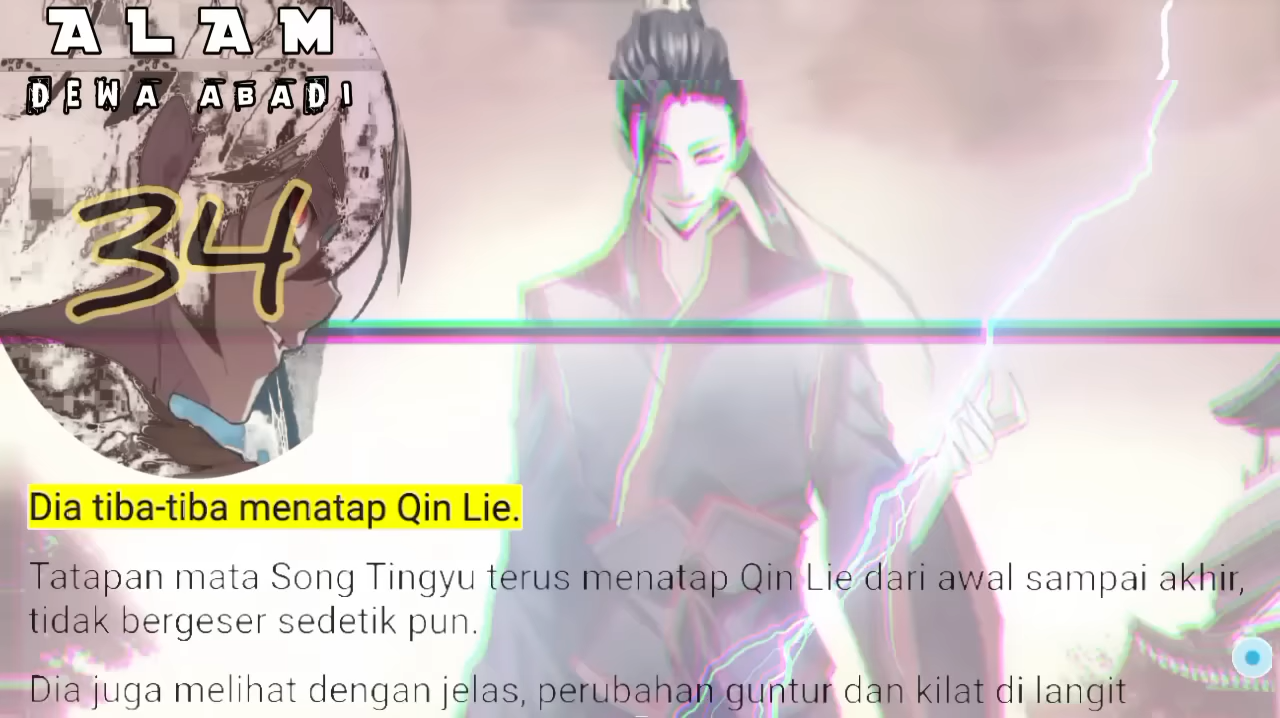 ALAM
DEWA ABADI
34
Dia tiba-tiba menatap Qin Lie.
Tatapan mata Song Tingyu terus menatap Qin Lie dari awal sampai akhir,
tidak bergeser sedetik pun.
Dia juga melihat dengan jelas, perubahan guntur dan kilat di langit